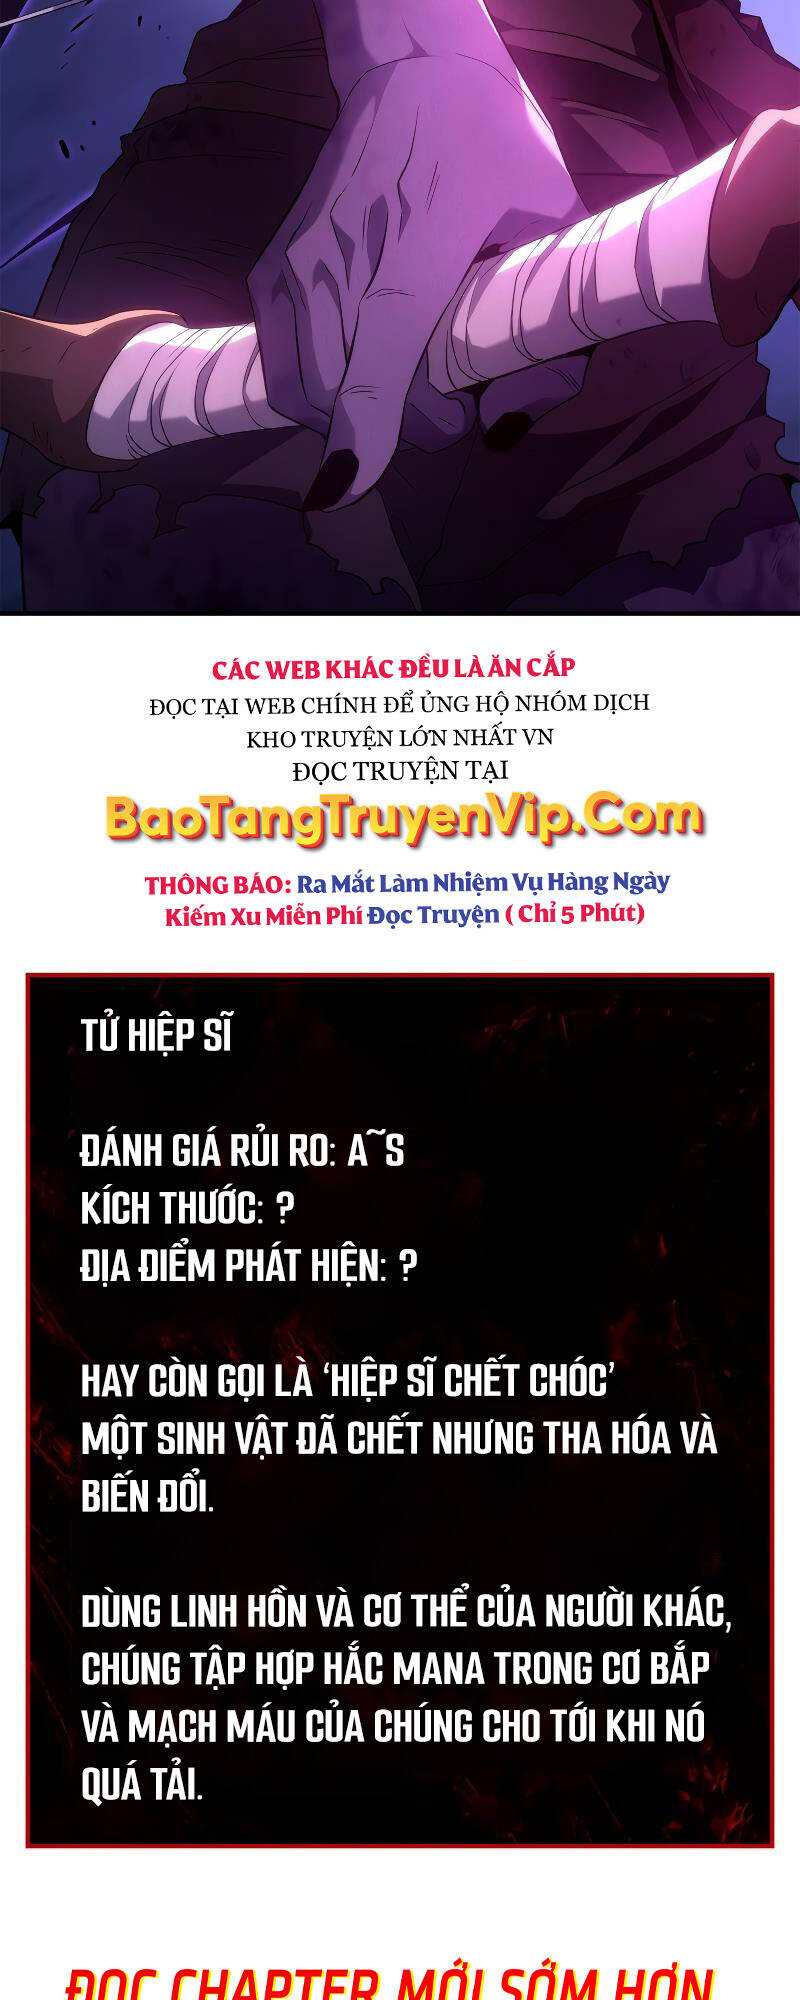 CÁC WEB KHÁC ĐỀU LÀ ĂN CẮP
ĐỌC TẠI WEB CHÍNH ĐỂ ỦNG HỘ NHÓM DỊCH
KHO TRUYỆN LỚN NHẤT VN
ĐỌC TRUYỆN TẠI
BaoTangTruyenVip.Com
THÔNG BÁO: Ra Mắt Làm Nhiệm Vụ Hàng Ngày
Kiếm Xu Miễn Phí Đọc Truyện ( Chỉ 5 Phút)
TỬ HIỆP SĨ
ĐÁNH GIÁ RỦI RO: A~S
KÍCH THƯỚC: ?
ĐỊA ĐIỂM PHÁT HIỆN: ?
HAY CÒN GỌI LÀ ‘HIỆP SĨ CHẾT CHÓC’
MỘT SINH VẬT ĐÃ CHẾT NHƯNG THA HÓA VÀ
BIẾN ĐỔI.
DÙNG LINH HỒN VÀ CƠ THỂ CỦA NGƯỜI KHÁC,
CHÚNG TẬP HỢP HẮC MANA TRONG CƠ BẮP
VÀ MẠCH MÁU CỦA CHÚNG CHO TỚI KHI NÓ
QUÁ TẢI.
ĐỌC CHAPTER MỚI SỚM HƠN